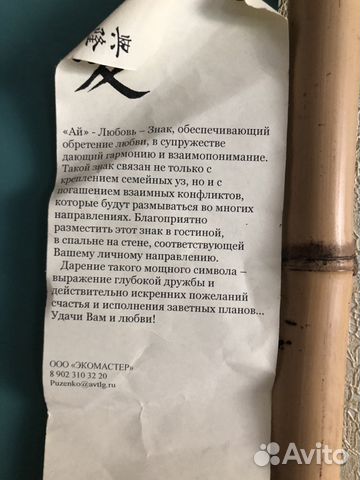 «Ай» - Любовь – Знак, обеспечивающий
обретение любви, в супружестве
дающий гармонию и взаимопонимание.
Такой знак связан не только с
креплением семейных уз, но и с
погашением взаимных конфликтов,
которые будут размываться во многих
направлениях. Благоприятно
разместить этот знак в гостиной,
в спальне на стене, соответствующей
Вашему личному направлению.
Дарение такого мощного символа –
выражение глубокой дружбы и
действительно искренних пожеланий
счастья и исполнения заветных планов...
Удачи Вам и любви!
ООО «ЭКОМАСТЕР»
8 902 310 32 20
Puzenko@avtlg.ru
Avito